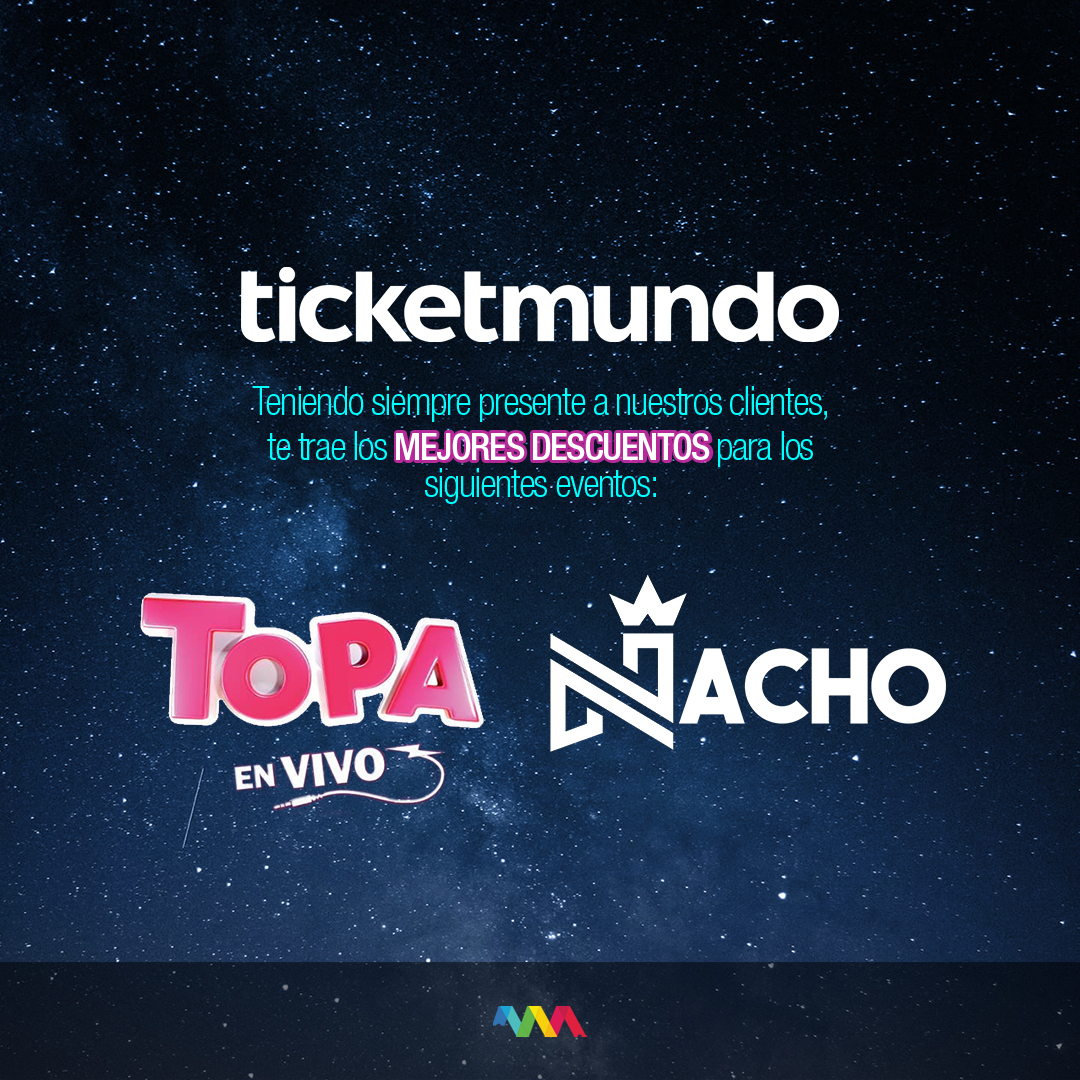 ticketmundo
Teniendo siempre presente a nuestros clientes,
te trae los MEJORES DESCUENTOS para los
siguientes eventos:
TOPA
EN VIVO
NACHO